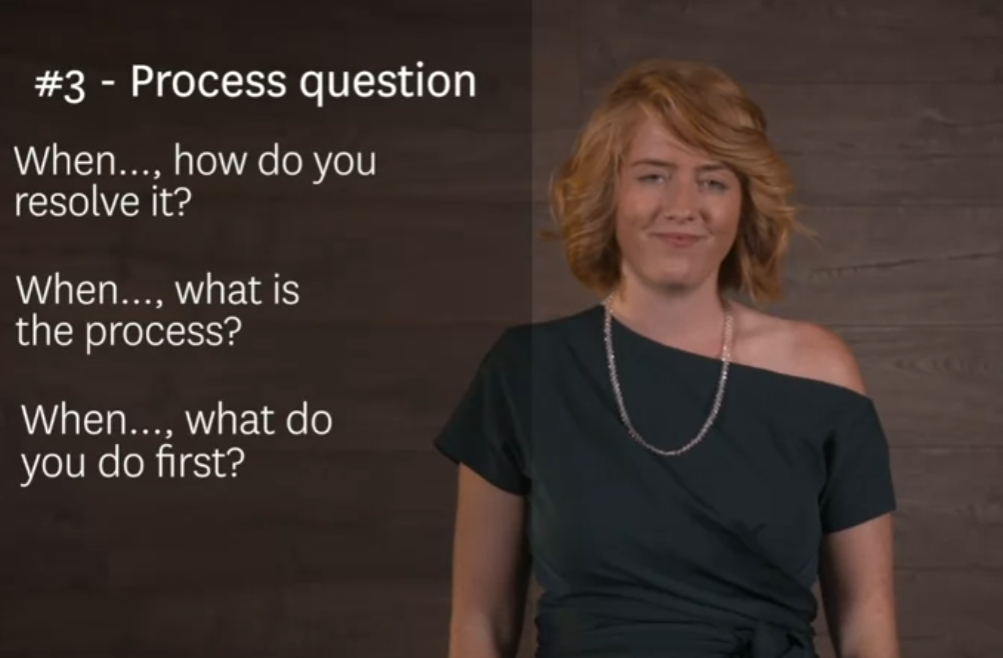 #3 - Process question
When..., how do you
resolve it?
When..., what is
the process?
When..., what do
you do first?